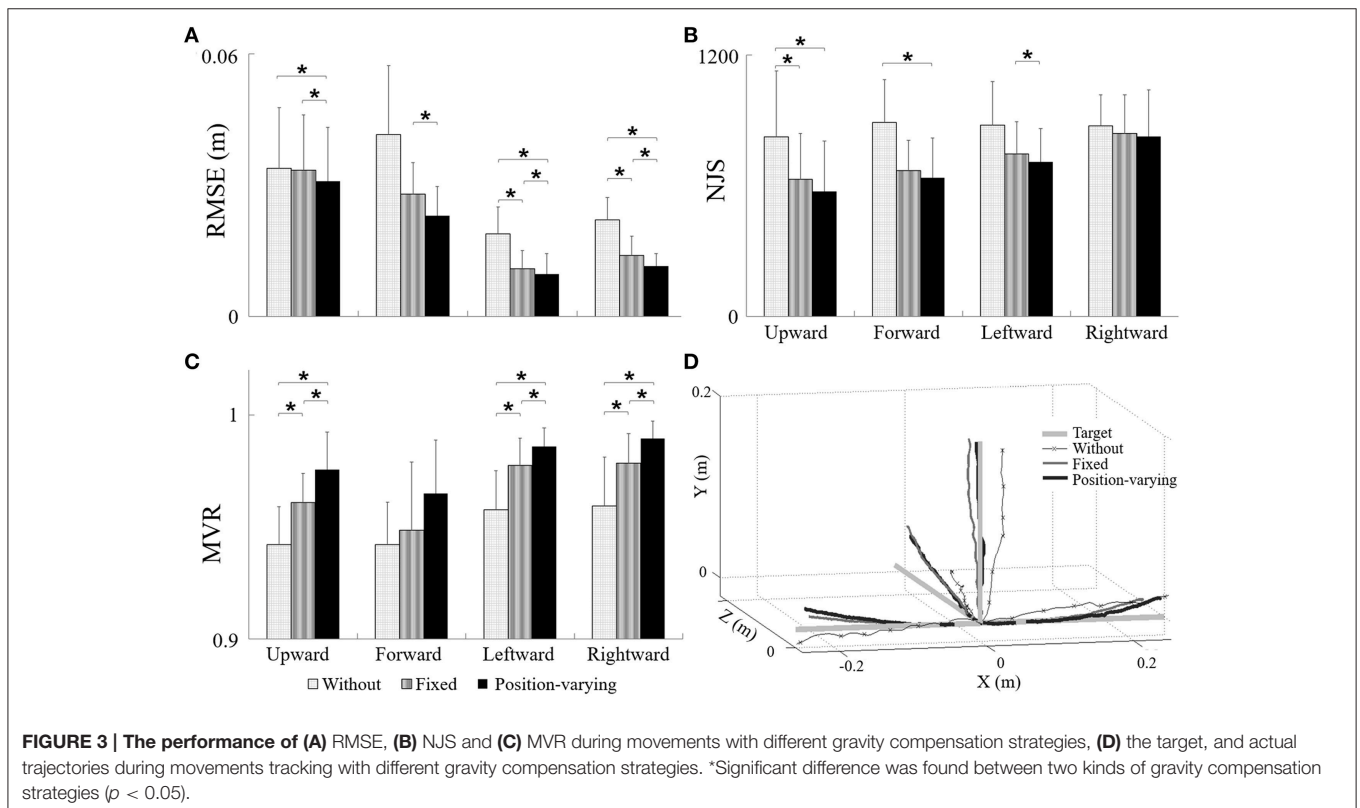 A
0.06
RMSE (m)
0
* * * * * * * * *
B
1200
NJS
0
* * * *
Upward Forward Leftward Rightward
C
1
MVR
0.9
* * * * * * * * *
Upward Forward Leftward Rightward
Without Fixed Position-varying
D
0.2
Y (m)
0
Z (m)
0
-0.2 0 0.2
X (m)
Target
Without
Fixed
Position-varying
FIGURE 3 | The performance of (A) RMSE, (B) NJS and (C) MVR during movements with different gravity compensation strategies, (D) the target, and actual
trajectories during movements tracking with different gravity compensation strategies. *Significant difference was found between two kinds of gravity compensation
strategies (p < 0.05).